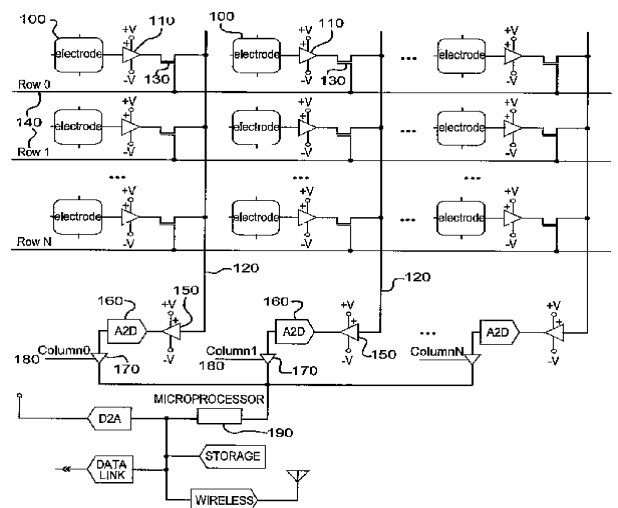 100 110 100 110
+V +V +V
electrode electrode ... electrode
130 130
-V -V -V
Row 0
140 +V +V +V
electrode electrode ... electrode
Row 1
-V -V -V
... +V ... +V ... +V
electrode electrode ... electrode
-V -V -V
Row N
120 120
160 150 +V 160 +V +V
A2D A2D ... A2D
150
Column0 -V Column1 -V ColumnN -V
180 170 180 170
MICROPROCESSOR
D2A
190
STORAGE
DATA LINK
WIRELESS